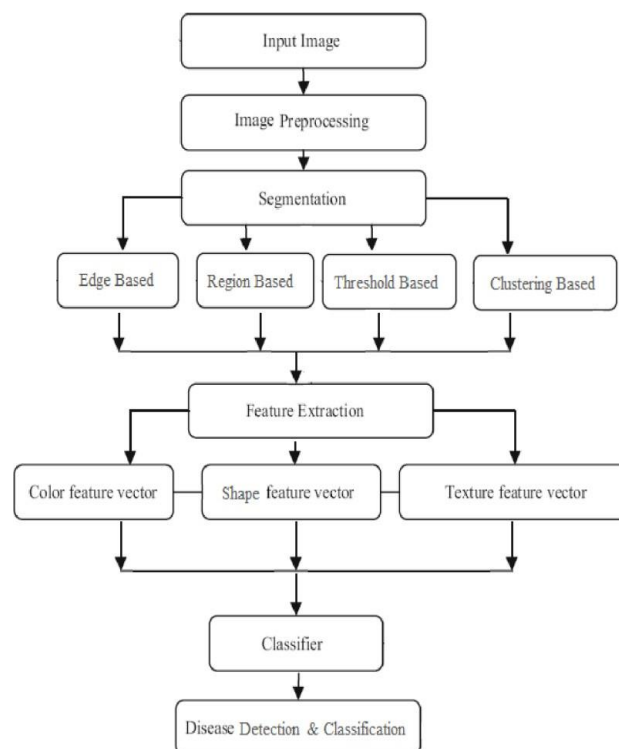 Input Image
Image Preprocessing
Segmentation
Edge Based
Region Based
Threshold Based
Clustering Based
Feature Extraction
Color feature vector
Shape feature vector
Texture feature vector
Classifier
Disease Detection & Classification